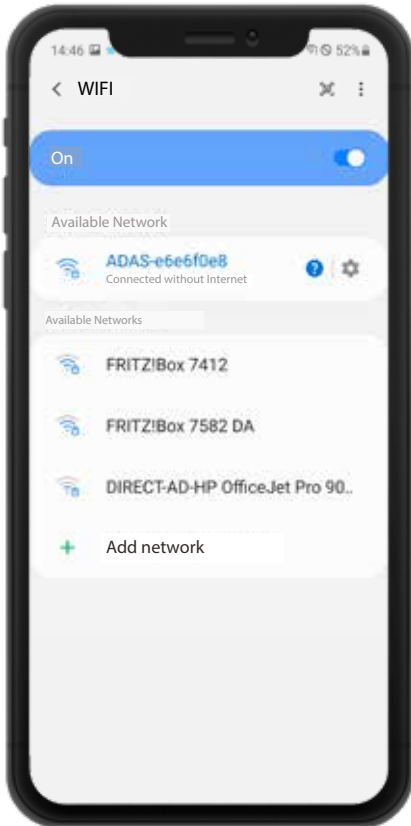 14:46 52%
WIFI
On
Available Network
ADAS-e6e6f0e8
Connected without Internet
Available Networks
FRITZ!Box 7412
FRITZ!Box 7582 DA
DIRECT-AD-HP OfficeJet Pro 90..
Add network